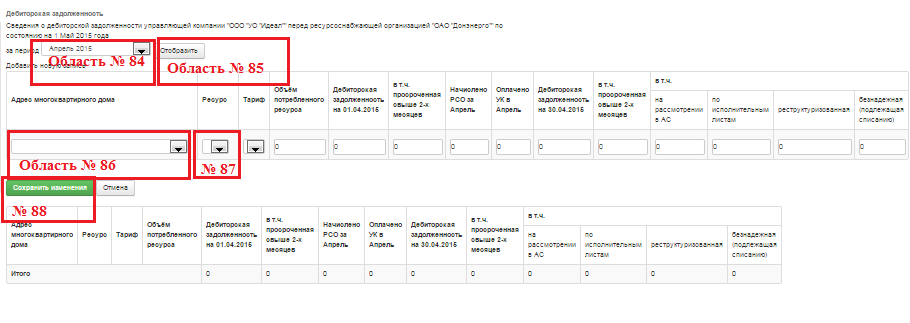 Дебиторская задолженность
Сведения о дебиторской задолженности управляющей компании "ООО "УО "Идеал"" перед ресурсоснабжающей организацией "ОАО "Донэнерго"" по
состоянию на 1 Май 2015 года
за период Апрель 2015 Отобразить
Область № 84 Область № 85
Добавить новую запись
Адрес многоквартирного дома
Ресурс
Тариф
Объём
потребленного
ресурса
Дебиторская
задолженность
на 01.04.2015
в т.ч.
просроченная
свыше 2-х
месяцев
Начислено
РСО за
Апрель
Оплачено
УК в
Апрель
Дебиторская
задолженность
на 30.04.2015
в т.ч.
просроченная
свыше 2-х
месяцев
в т.ч.
на
рассмотрении
в АС
по
исполнительным
листам
реструктуризованная
безнадежная
(подлежащая
списанию)
0 0 0 0 0 0 0 0 0 0 0
Область № 86 № 87
Сохранить изменения Отмена
№ 88
Адрес
многоквартирного
дома
Ресурс
Тариф
Объём
потребленного
ресурса
Дебиторская
задолженность
на 01.04.2015
в т.ч.
просроченная
свыше 2-х
месяцев
Начислено
РСО за
Апрель
Оплачено
УК в
Апрель
Дебиторская
задолженность
на 30.04.2015
в т.ч.
просроченная
свыше 2-х
месяцев
в т.ч.
на
рассмотрении
в АС
по
исполнительным
листам
реструктуризованная
безнадежная
(подлежащая
списанию)
Итого 0 0 0 0 0 0 0 0 0 0